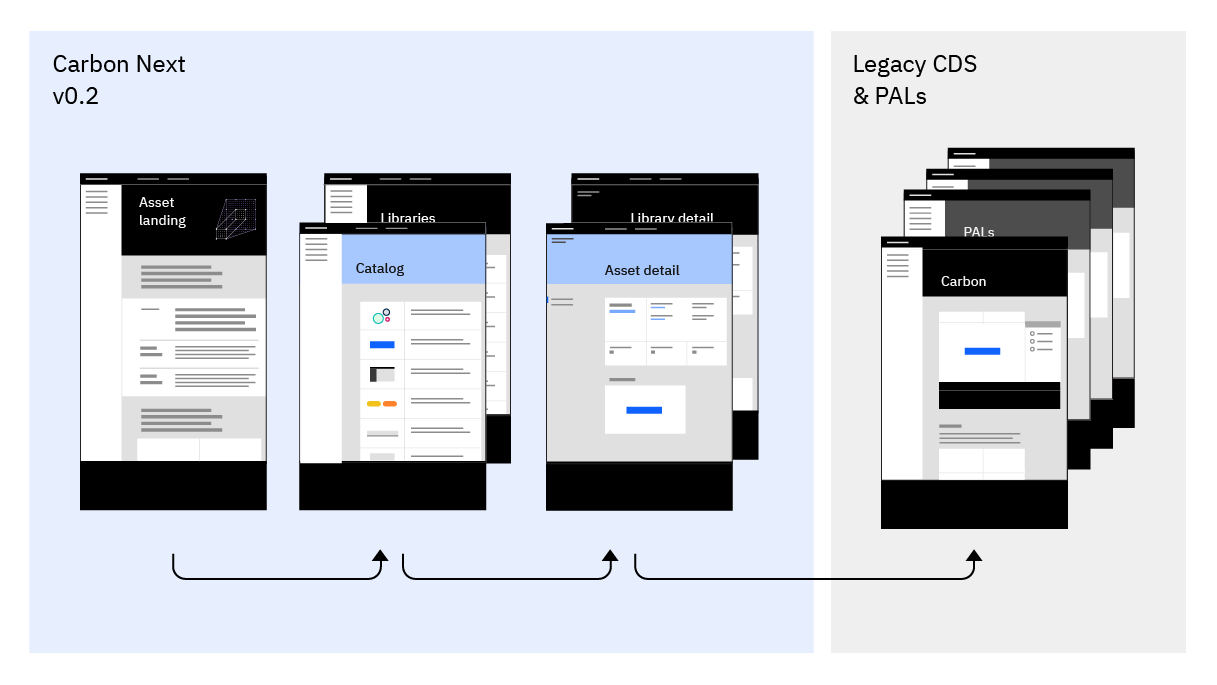 Carbon Next
v0.2
Legacy CDS
& PALs
Asset
landing
Libraries
Catalog
Library detail
Asset detail
PALs
Carbon